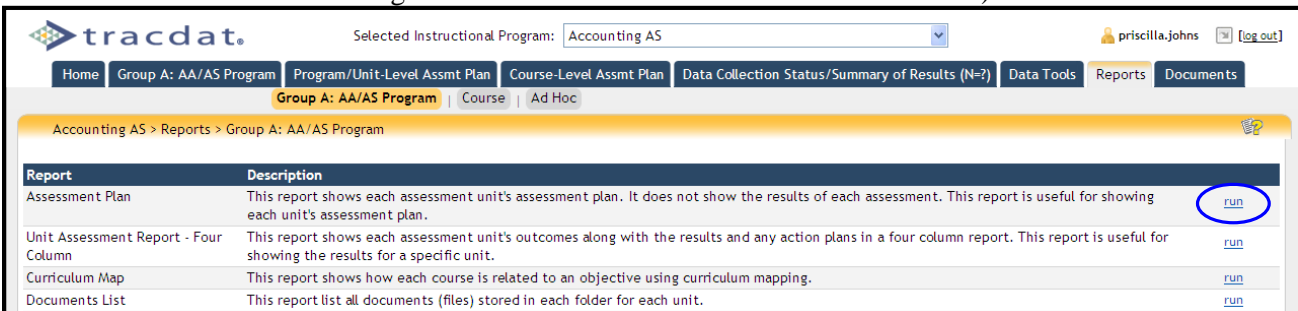 tracdat. Selected Instructional Program: Accounting AS priscilla.johns [log out]
Home Group A: AA/AS Program Program/Unit-Level Assmt Plan Course-Level Assmt Plan Data Collection Status/Summary of Results (N=?) Data Tools Reports Documents
Group A: AA/AS Program | Course | Ad Hoc
Accounting AS > Reports > Group A: AA/AS Program
Report Description
Assessment Plan This report shows each assessment unit's assessment plan. It does not show the results of each assessment. This report is useful for showing
each unit's assessment plan. run
Unit Assessment Report - Four This report shows each assessment unit's outcomes along with the results and any action plans in a four column report. This report is useful for
Column showing the results for a specific unit. run
Curriculum Map This report shows how each course is related to an objective using curriculum mapping. run
Documents List This report list all documents (files) stored in each folder for each unit. run